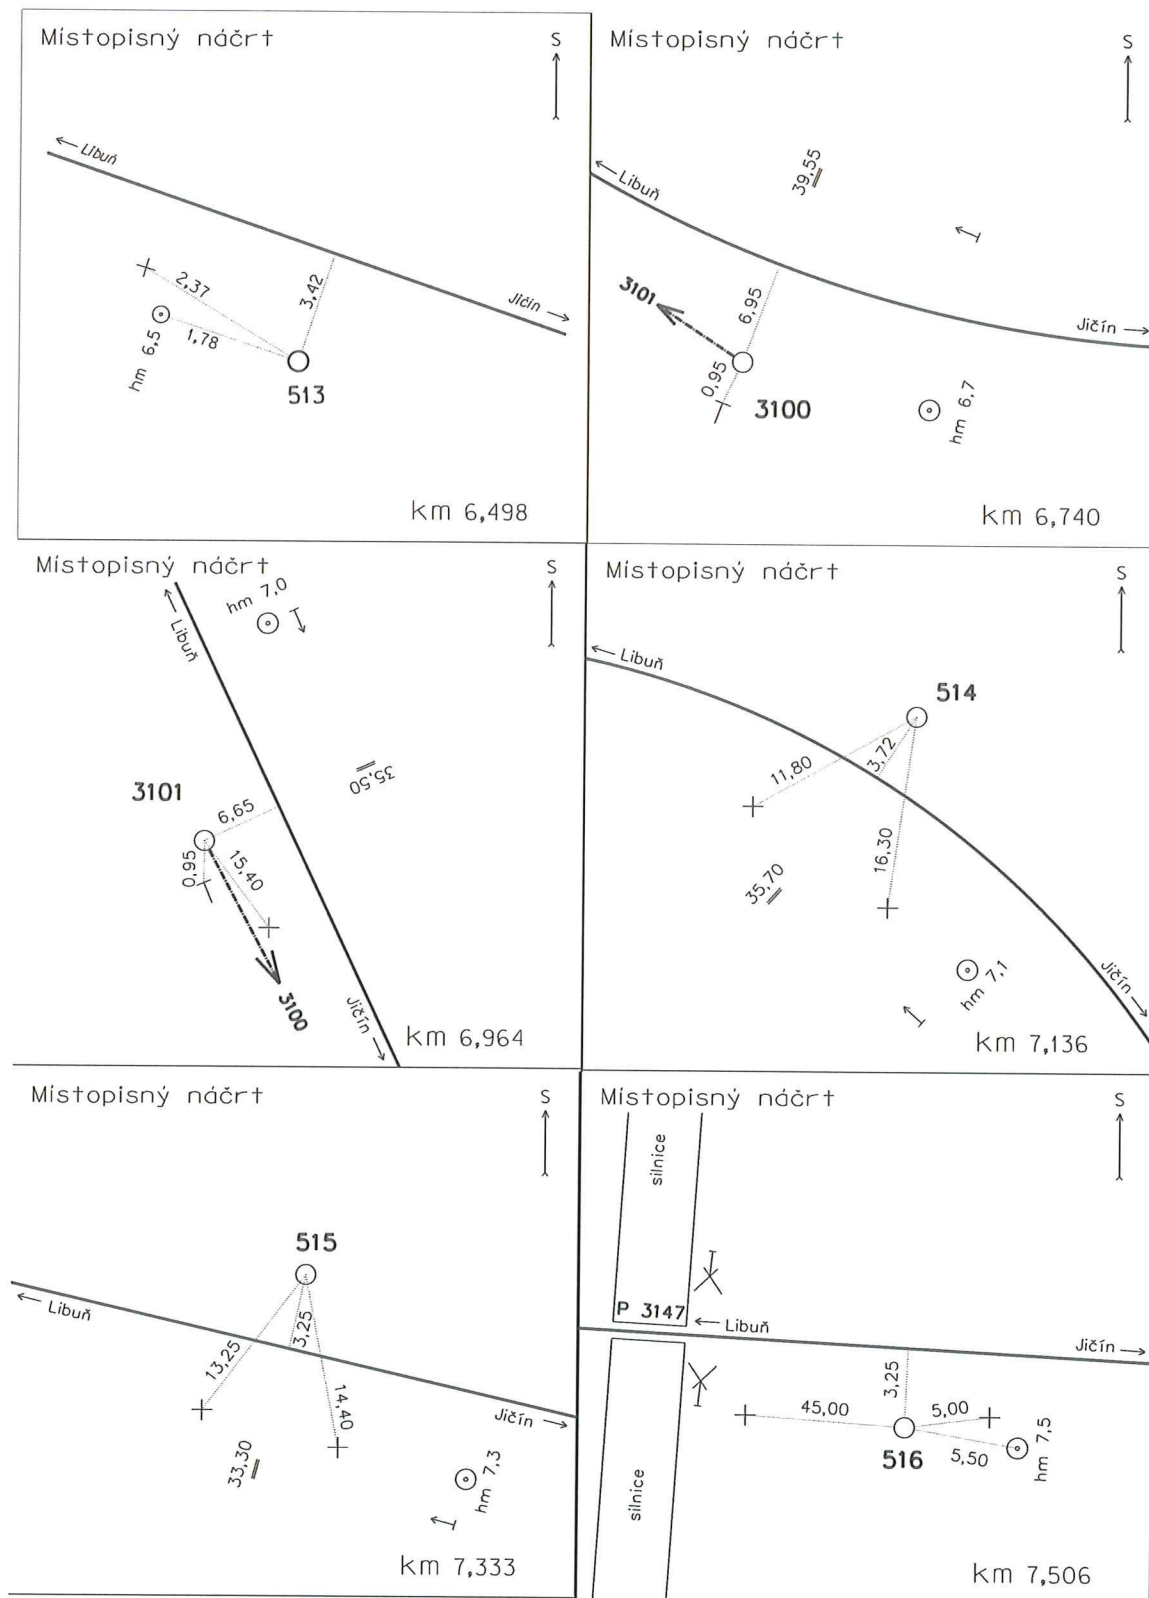 Místopisný náčrt
S
← Libuň
2,37
3,42
1,78
hm 6,5
513
Jičín →
km 6,498
Místopisný náčrt
S
39,55
← Libuň
3101
6,95
Jičín →
0,95
3100
hm 6,7
km 6,740
Místopisný náčrt
S
hm 7,0
← Libuň
35,50
3101
6,65
0,95
15,40
3100
Jičín →
km 6,964
Místopisný náčrt
S
← Libuň
514
3,72
11,80
16,30
35,70
Jičín →
hm 7,1
km 7,136
Místopisný náčrt
S
515
← Libuň
3,25
13,25
14,40
Jičín →
33,30
hm 7,3
km 7,333
Místopisný náčrt
S
silnice
P 3147
← Libuň
Jičín →
3,25
45,00
5,00
516
5,50
hm 7,5
silnice
km 7,506